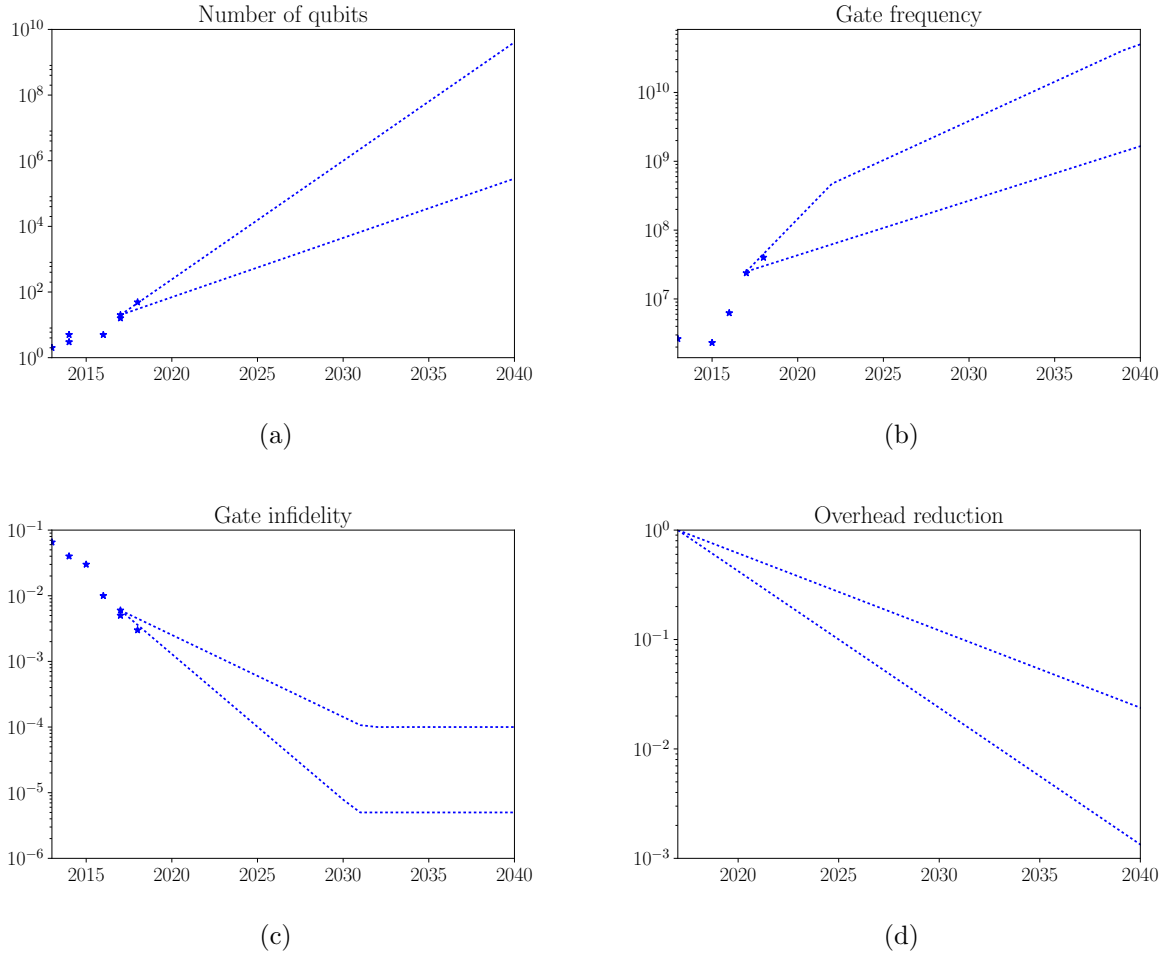 Number of qubits
10^10
10^8
10^6
10^4
10^2
10^0
2015 2020 2025 2030 2035 2040
(a)
Gate frequency
10^10
10^9
10^8
10^7
2015 2020 2025 2030 2035 2040
(b)
Gate infidelity
10^−1
10^−2
10^−3
10^−4
10^−5
10^−6
2015 2020 2025 2030 2035 2040
(c)
Overhead reduction
10^0
10^−1
10^−2
10^−3
2020 2025 2030 2035 2040
(d)